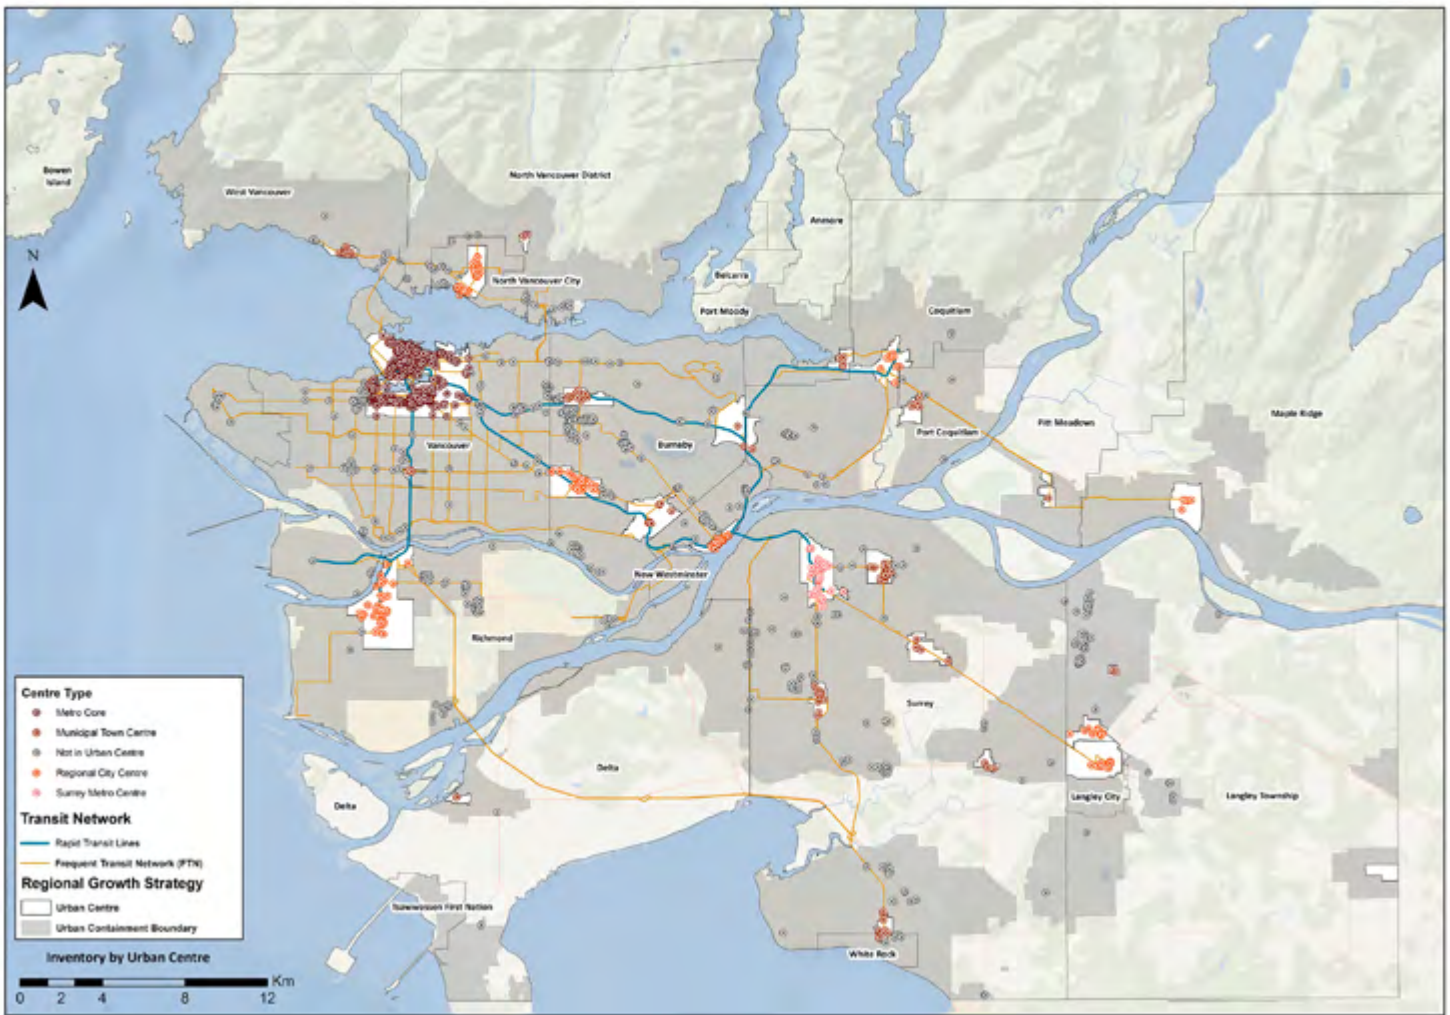 Bowen
Island
West Vancouver
North Vancouver District
Anmore
N
Belcarra
North Vancouver City
Port Moody
Coquitlam
Maple Ridge
Pitt Meadows
Port Coquitlam
Vancouver
Burnaby
New Westminster
Richmond
Surrey
Delta
Delta
Langley City
Langley Township
Tsawwassen First Nation
White Rock
Centre Type
Metro Core
Municipal Town Centre
Not in Urban Centre
Regional City Centre
Surrey Metro Centre
Transit Network
Rapid Transit Lines
Frequent Transit Network (FTN)
Regional Growth Strategy
Urban Centre
Urban Containment Boundary
Inventory by Urban Centre
Km
0 2 4 8 12